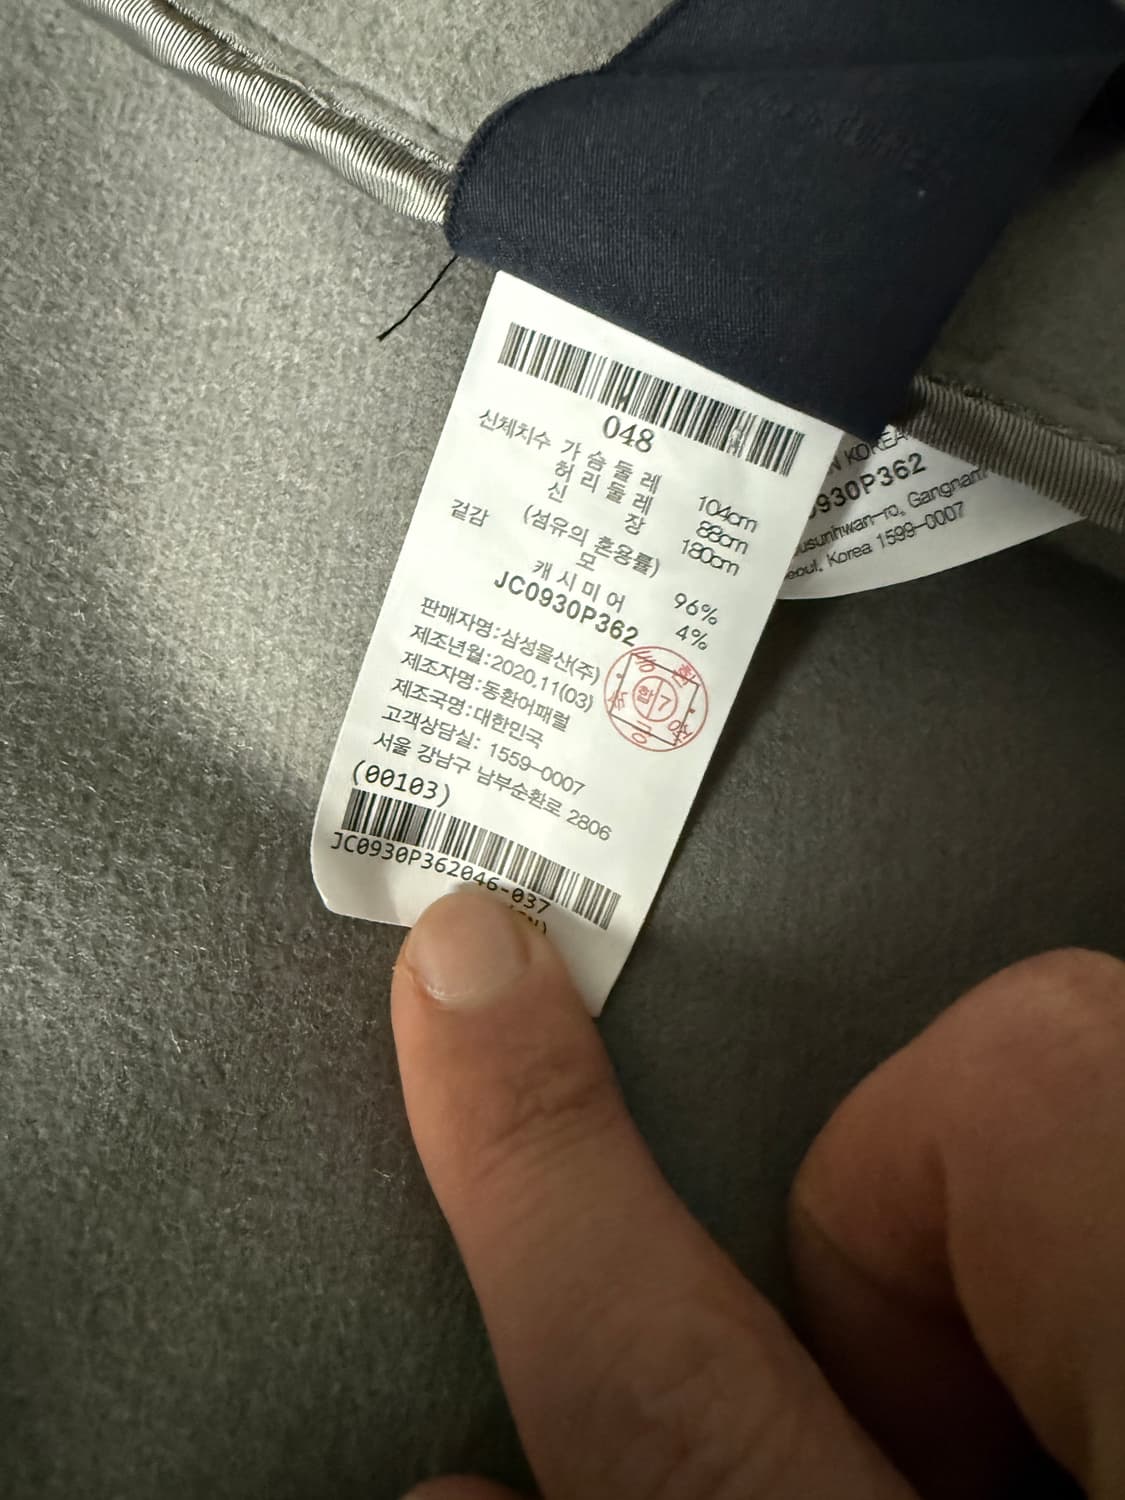 048
신체치수 가슴둘레 104cm
허리둘레 88cm
신장 180cm
겉감 (섬유의 혼용률)
모 96%
캐시미어 4%
JC0930P362
판매자명:삼성물산(주)
제조년월:2020.11(03)
제조자명:동환어패럴
제조국명:대한민국
고객상담실: 1559-0007
서울 강남구 남부순환로 2806
(00103)
JC0930P362046-037
합 7
KOREA
0930P362
Gangnam
Korea 1599-0007